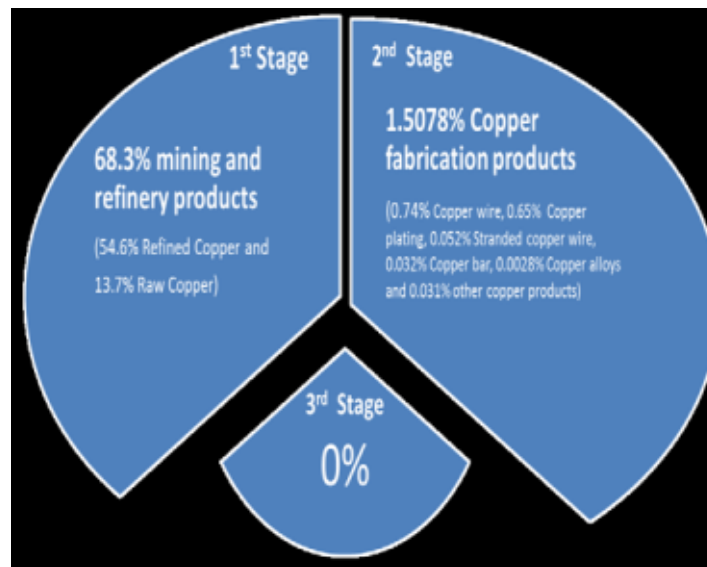 1st Stage
68.3% mining and
refinery products
(54.6% Refined Copper and
13.7% Raw Copper)
2nd Stage
1.5078% Copper
fabrication products
(0.74% Copper wire, 0.65% Copper
plating, 0.052% Stranded copper wire,
0.032% Copper bar, 0.0028% Copper alloys
and 0.031% other copper products)
3rd Stage
0%